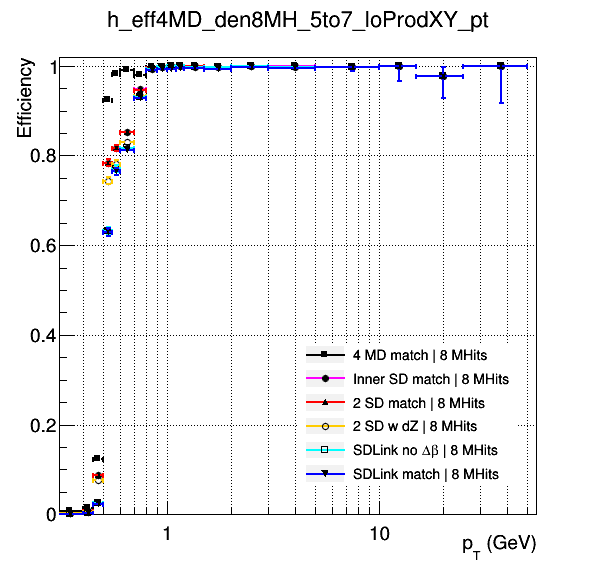 h_eff4MD_den8MH_5to7_loProdXY_pt
Efficiency
1
0.8
0.6
0.4
0.2
0
4 MD match | 8 MHits
Inner SD match | 8 MHits
2 SD match | 8 MHits
2 SD w dZ | 8 MHits
SDLink no Δβ | 8 MHits
SDLink match | 8 MHits
1
10
p_T (GeV)